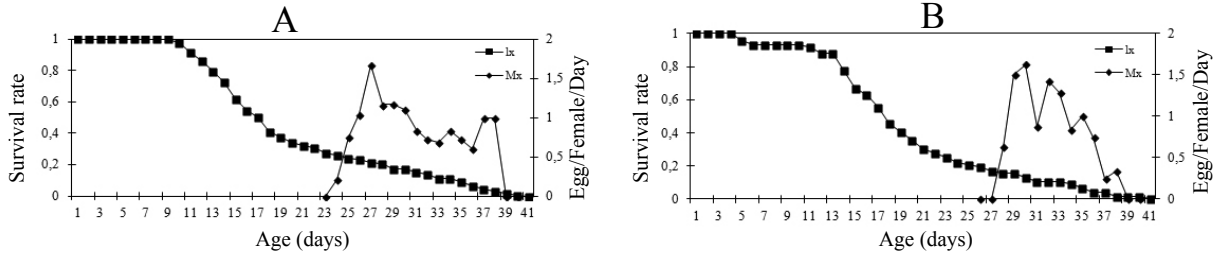 A
1
0,8
0,6
0,4
0,2
0
Survival rate
2
1,5
1
0,5
0
Egg/Female/Day
lx
Mx
1 3 5 7 9 11 13 15 17 19 21 23 25 27 29 31 33 35 37 39 41
Age (days)
B
1
0,8
0,6
0,4
0,2
0
Survival rate
2
1,5
1
0,5
0
Egg/Female/Day
lx
Mx
1 3 5 7 9 11 13 15 17 19 21 23 25 27 29 31 33 35 37 39 41
Age (days)